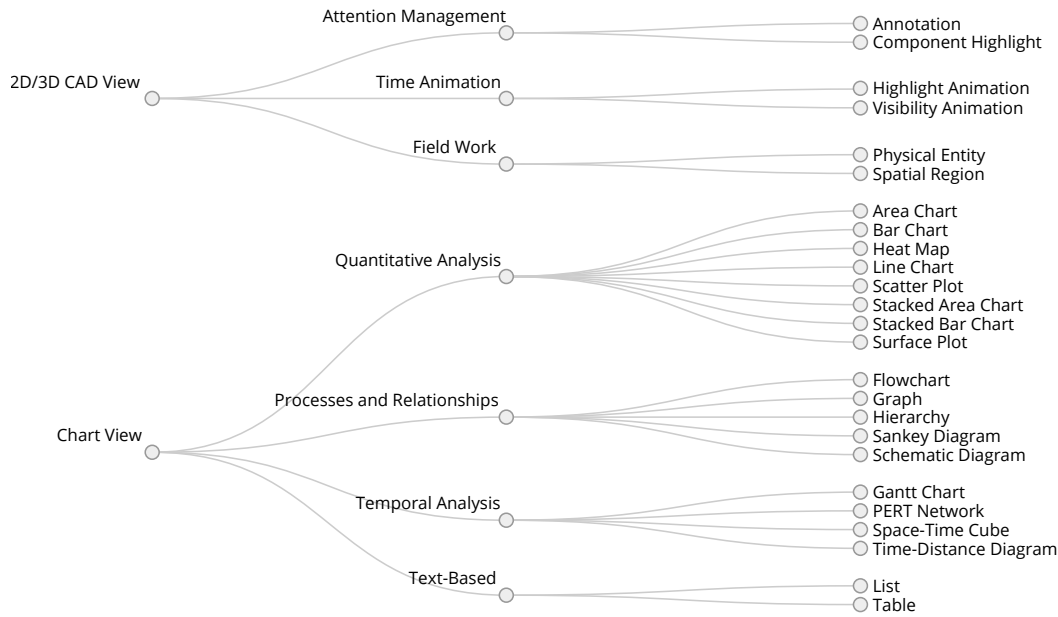 2D/3D CAD View
Attention Management
Annotation
Component Highlight
Time Animation
Highlight Animation
Visibility Animation
Field Work
Physical Entity
Spatial Region
Chart View
Quantitative Analysis
Area Chart
Bar Chart
Heat Map
Line Chart
Scatter Plot
Stacked Area Chart
Stacked Bar Chart
Surface Plot
Processes and Relationships
Flowchart
Graph
Hierarchy
Sankey Diagram
Schematic Diagram
Temporal Analysis
Gantt Chart
PERT Network
Space-Time Cube
Time-Distance Diagram
Text-Based
List
Table